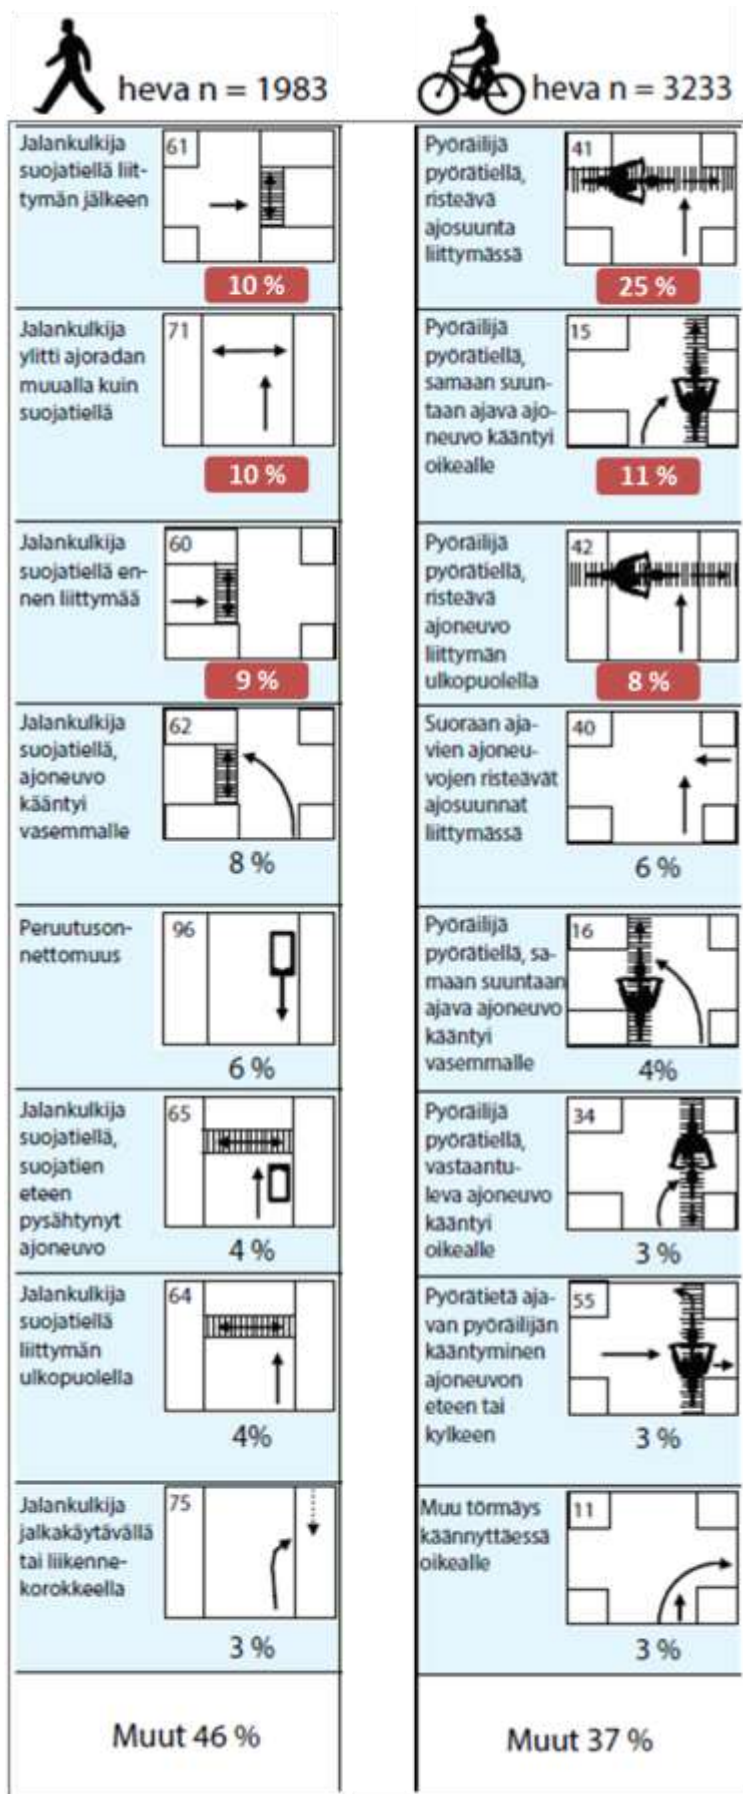 heva n = 1983
Jalankulkija
suojatiellä liit-
tymän jälkeen
61
10 %
Jalankulkija
ylitti ajoradan
muualla kuin
suojatiellä
71
10 %
Jalankulkija
suojatiellä en-
nen liittymää
60
9 %
Jalankulkija
suojatiellä,
ajoneuvo
kääntyi
vasemmalle
62
8 %
Peruutuson-
nettomuus
96
6 %
Jalankulkija
suojatiellä,
suojatien
eteen
pysähtynyt
ajoneuvo
65
4 %
Jalankulkija
suojatiellä
liittymän
ulkopuolella
64
4%
Jalankulkija
jalkakäytävällä
tai liikenne-
korokkeella
75
3 %
Muut 46 %
heva n = 3233
Pyöräilijä
pyörätiellä,
risteävä
ajosuunta
liittymässä
41
25 %
Pyöräilijä
pyörätiellä,
samaan suun-
taan ajava ajo-
neuvo kääntyi
oikealle
15
11 %
Pyöräilijä
pyörätiellä,
risteävä
ajoneuvo
liittymän
ulkopuolella
42
8 %
Suoraan aja-
vien ajoneu-
vojen risteävät
ajosuunnat
liittymässä
40
6 %
Pyöräilijä
pyörätiellä, sa-
maan suuntaan
ajava ajoneuvo
kääntyi
vasemmalle
16
4%
Pyöräilijä
pyörätiellä,
vastaantu-
leva ajoneuvo
kääntyi
oikealle
34
3 %
Pyörätietä aja-
van pyöräilijän
kääntyminen
ajoneuvon
eteen tai
kylkeen
55
3 %
Muu törmäys
käännyttäessä
oikealle
11
3 %
Muut 37 %